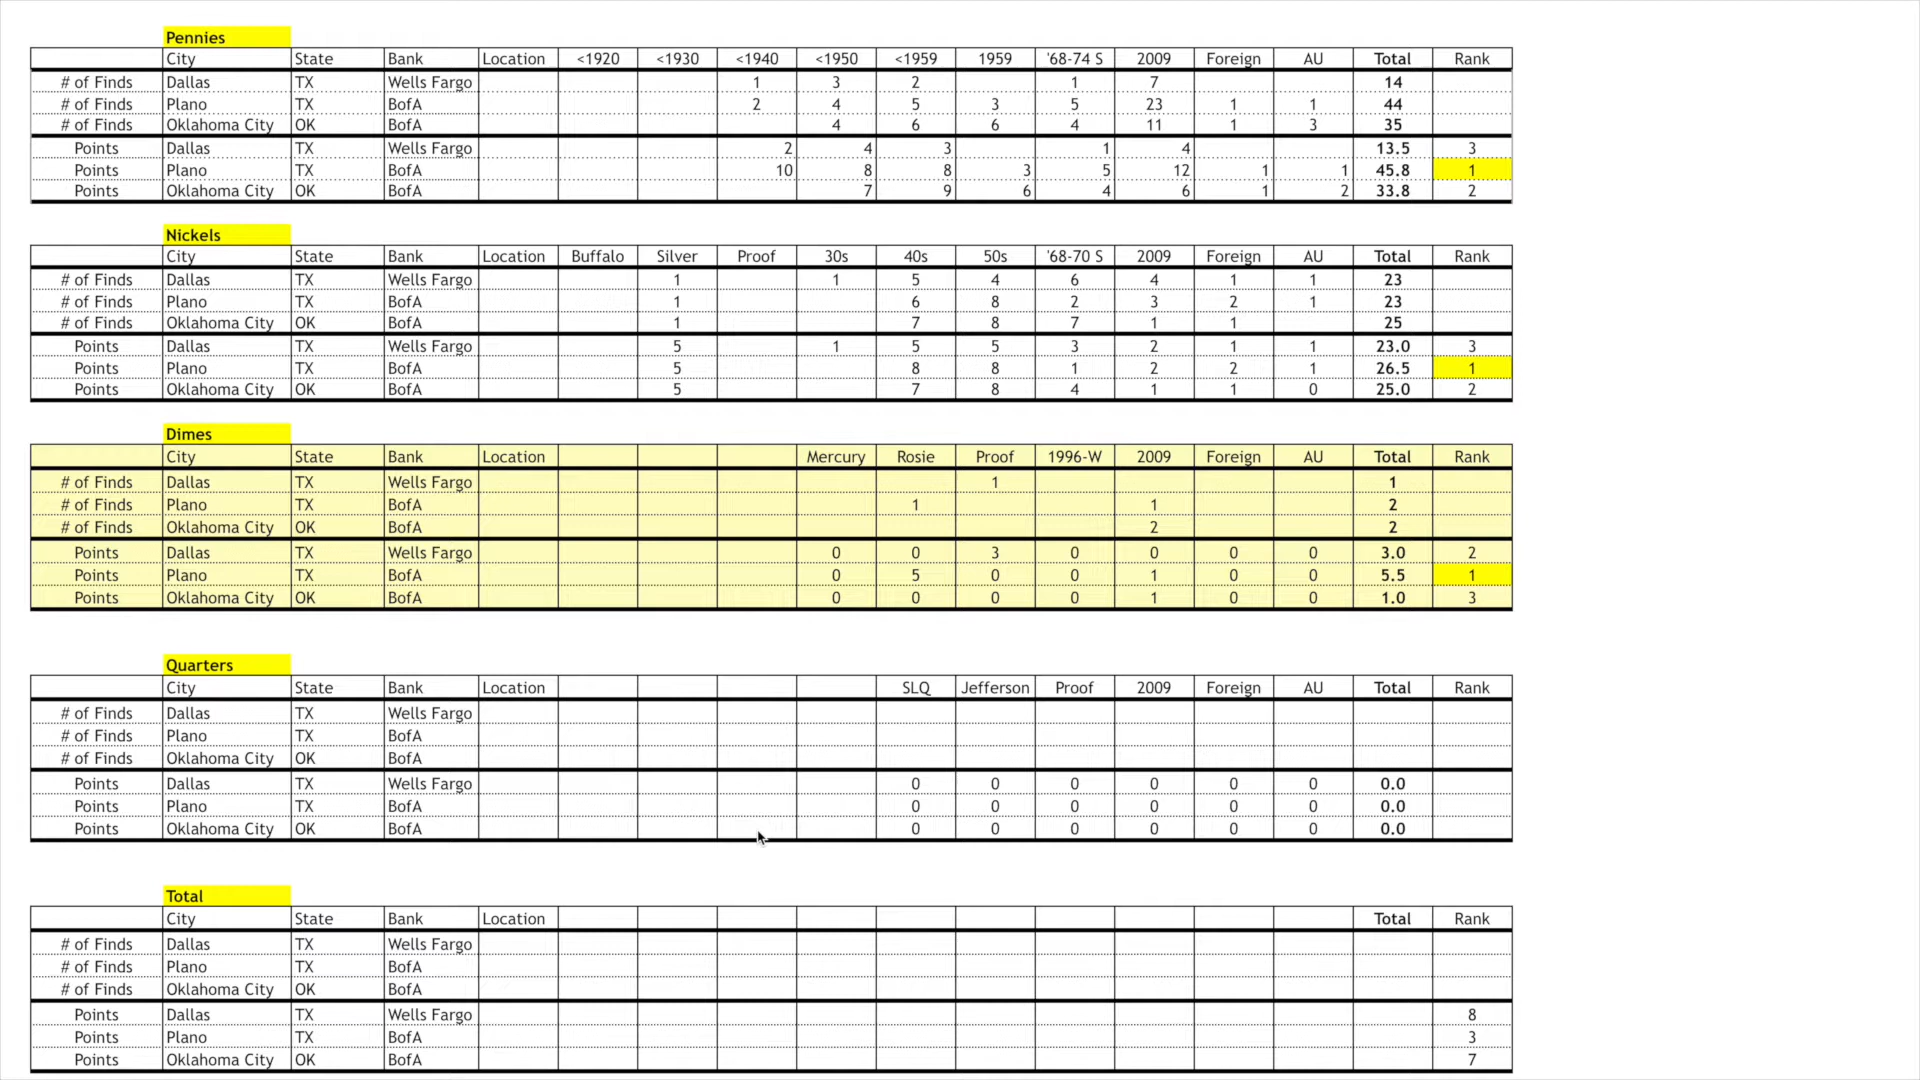 Pennies
City State Bank Location <1920 <1930 <1940 <1950 <1959 1959 '68-74 S 2009 Foreign AU Total Rank
# of Finds Dallas TX Wells Fargo 1 3 2 1 7 14
# of Finds Plano TX BofA 2 4 5 3 5 23 1 1 44
# of Finds Oklahoma City OK BofA 4 6 6 4 11 1 3 35
Points Dallas TX Wells Fargo 2 4 3 1 4 13.5 3
Points Plano TX BofA 10 8 8 3 5 12 1 1 45.8 1
Points Oklahoma City OK BofA 7 9 6 4 6 1 2 33.8 2
Nickels
City State Bank Location Buffalo Silver Proof 30s 40s 50s '68-70 S 2009 Foreign AU Total Rank
# of Finds Dallas TX Wells Fargo 1 1 5 4 6 4 1 1 23
# of Finds Plano TX BofA 1 6 8 2 3 2 1 23
# of Finds Oklahoma City OK BofA 1 7 8 7 1 1 25
Points Dallas TX Wells Fargo 5 1 5 5 3 2 1 1 23.0 3
Points Plano TX BofA 5 8 8 1 2 2 1 26.5 1
Points Oklahoma City OK BofA 5 7 8 4 1 1 0 25.0 2
Dimes
City State Bank Location Mercury Rosie Proof 1996-W 2009 Foreign AU Total Rank
# of Finds Dallas TX Wells Fargo 1 1
# of Finds Plano TX BofA 1 1 2
# of Finds Oklahoma City OK BofA 2 2
Points Dallas TX Wells Fargo 0 0 3 0 0 0 0 3.0 2
Points Plano TX BofA 0 5 0 0 1 0 0 5.5 1
Points Oklahoma City OK BofA 0 0 0 0 1 0 0 1.0 3
Quarters
City State Bank Location SLQ Jefferson Proof 2009 Foreign AU Total Rank
# of Finds Dallas TX Wells Fargo
# of Finds Plano TX BofA
# of Finds Oklahoma City OK BofA
Points Dallas TX Wells Fargo 0 0 0 0 0 0 0.0
Points Plano TX BofA 0 0 0 0 0 0 0.0
Points Oklahoma City OK BofA 0 0 0 0 0 0 0.0
Total
City State Bank Location Total Rank
# of Finds Dallas TX Wells Fargo
# of Finds Plano TX BofA
# of Finds Oklahoma City OK BofA
Points Dallas TX Wells Fargo 8
Points Plano TX BofA 3
Points Oklahoma City OK BofA 7